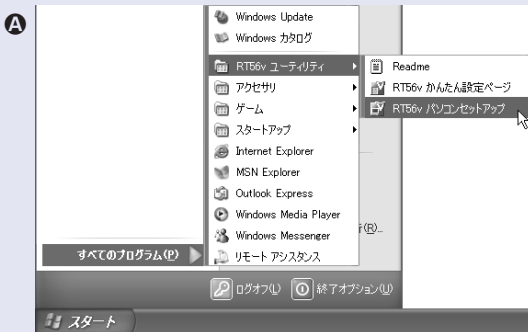 A
Windows Update
Windows カタログ
RT56v ユーティリティ
アクセサリ
ゲーム
スタートアップ
Internet Explorer
MSN Explorer
Outlook Express
Windows Media Player
Windows Messenger
リモート アシスタンス
Readme
RT56v かんたん設定ページ
RT56v パソコンセットアップ
(R)...
すべてのプログラム(P)
ログオフ(L) 終了オプション(U)
スタート